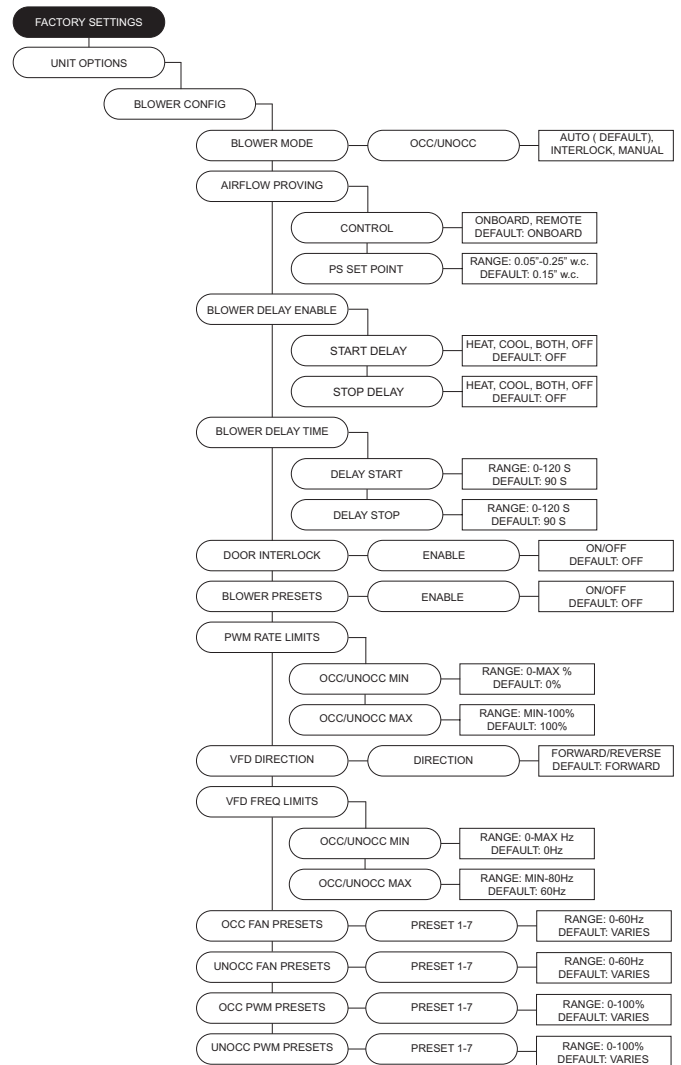 FACTORY SETTINGS
UNIT OPTIONS
BLOWER CONFIG
BLOWER MODE
OCC/UNOCC
AUTO ( DEFAULT),
INTERLOCK, MANUAL
AIRFLOW PROVING
CONTROL
ONBOARD, REMOTE
DEFAULT: ONBOARD
PS SET POINT
RANGE: 0.05”-0.25” w.c.
DEFAULT: 0.15” w.c.
BLOWER DELAY ENABLE
START DELAY
HEAT, COOL, BOTH, OFF
DEFAULT: OFF
STOP DELAY
HEAT, COOL, BOTH, OFF
DEFAULT: OFF
BLOWER DELAY TIME
DELAY START
RANGE: 0-120 S
DEFAULT: 90 S
DELAY STOP
RANGE: 0-120 S
DEFAULT: 90 S
DOOR INTERLOCK
ENABLE
ON/OFF
DEFAULT: OFF
BLOWER PRESETS
ENABLE
ON/OFF
DEFAULT: OFF
PWM RATE LIMITS
OCC/UNOCC MIN
RANGE: 0-MAX %
DEFAULT: 0%
OCC/UNOCC MAX
RANGE: MIN-100%
DEFAULT: 100%
VFD DIRECTION
DIRECTION
FORWARD/REVERSE
DEFAULT: FORWARD
VFD FREQ LIMITS
OCC/UNOCC MIN
RANGE: 0-MAX Hz
DEFAULT: 0Hz
OCC/UNOCC MAX
RANGE: MIN-80Hz
DEFAULT: 60Hz
OCC FAN PRESETS
PRESET 1-7
RANGE: 0-60Hz
DEFAULT: VARIES
UNOCC FAN PRESETS
PRESET 1-7
RANGE: 0-60Hz
DEFAULT: VARIES
OCC PWM PRESETS
PRESET 1-7
RANGE: 0-100%
DEFAULT: VARIES
UNOCC PWM PRESETS
PRESET 1-7
RANGE: 0-100%
DEFAULT: VARIES